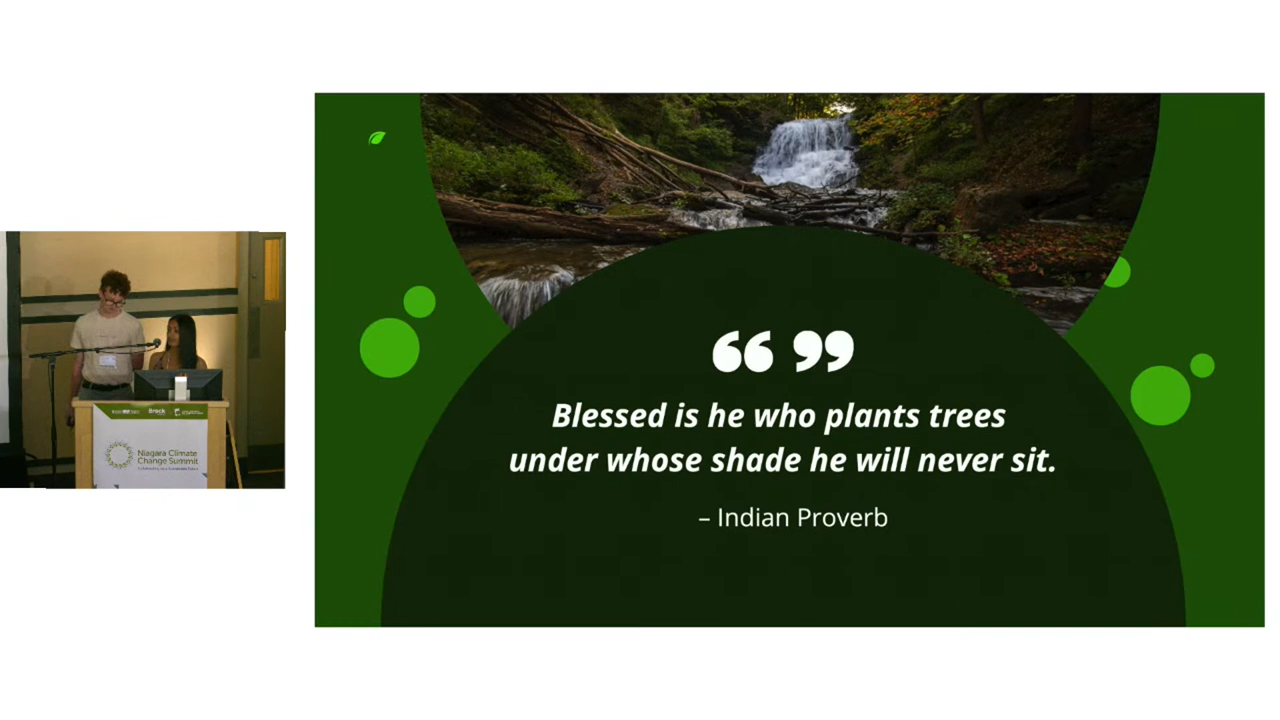 Brock
Niagara Climate
Change Summit
❝ ❞
Blessed is he who plants trees
under whose shade he will never sit.
– Indian Proverb